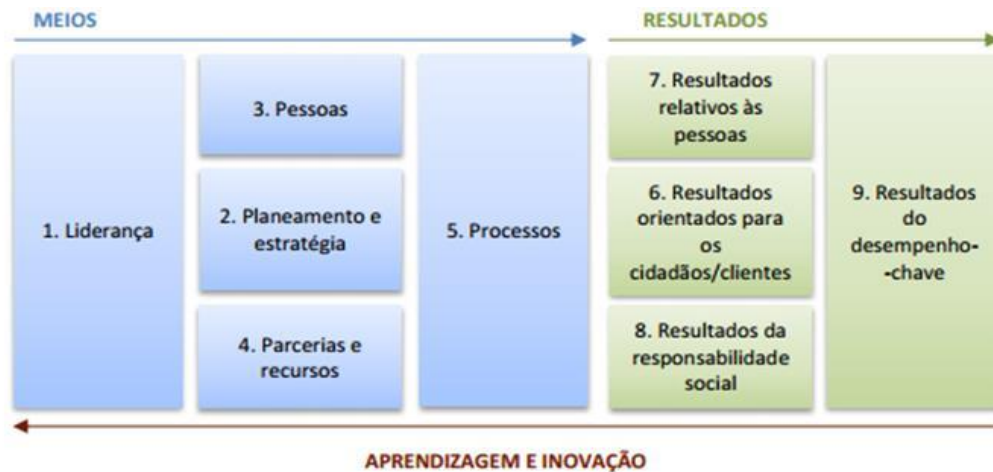 MEIOS
RESULTADOS
1. Liderança
3. Pessoas
2. Planeamento e
estratégia
4. Parcerias e
recursos
5. Processos
7. Resultados
relativos às
pessoas
6. Resultados
orientados para
os
cidadãos/clientes
8. Resultados da
responsabilidade
social
9. Resultados
do
desempenho-
-chave
APRENDIZAGEM E INOVAÇÃO